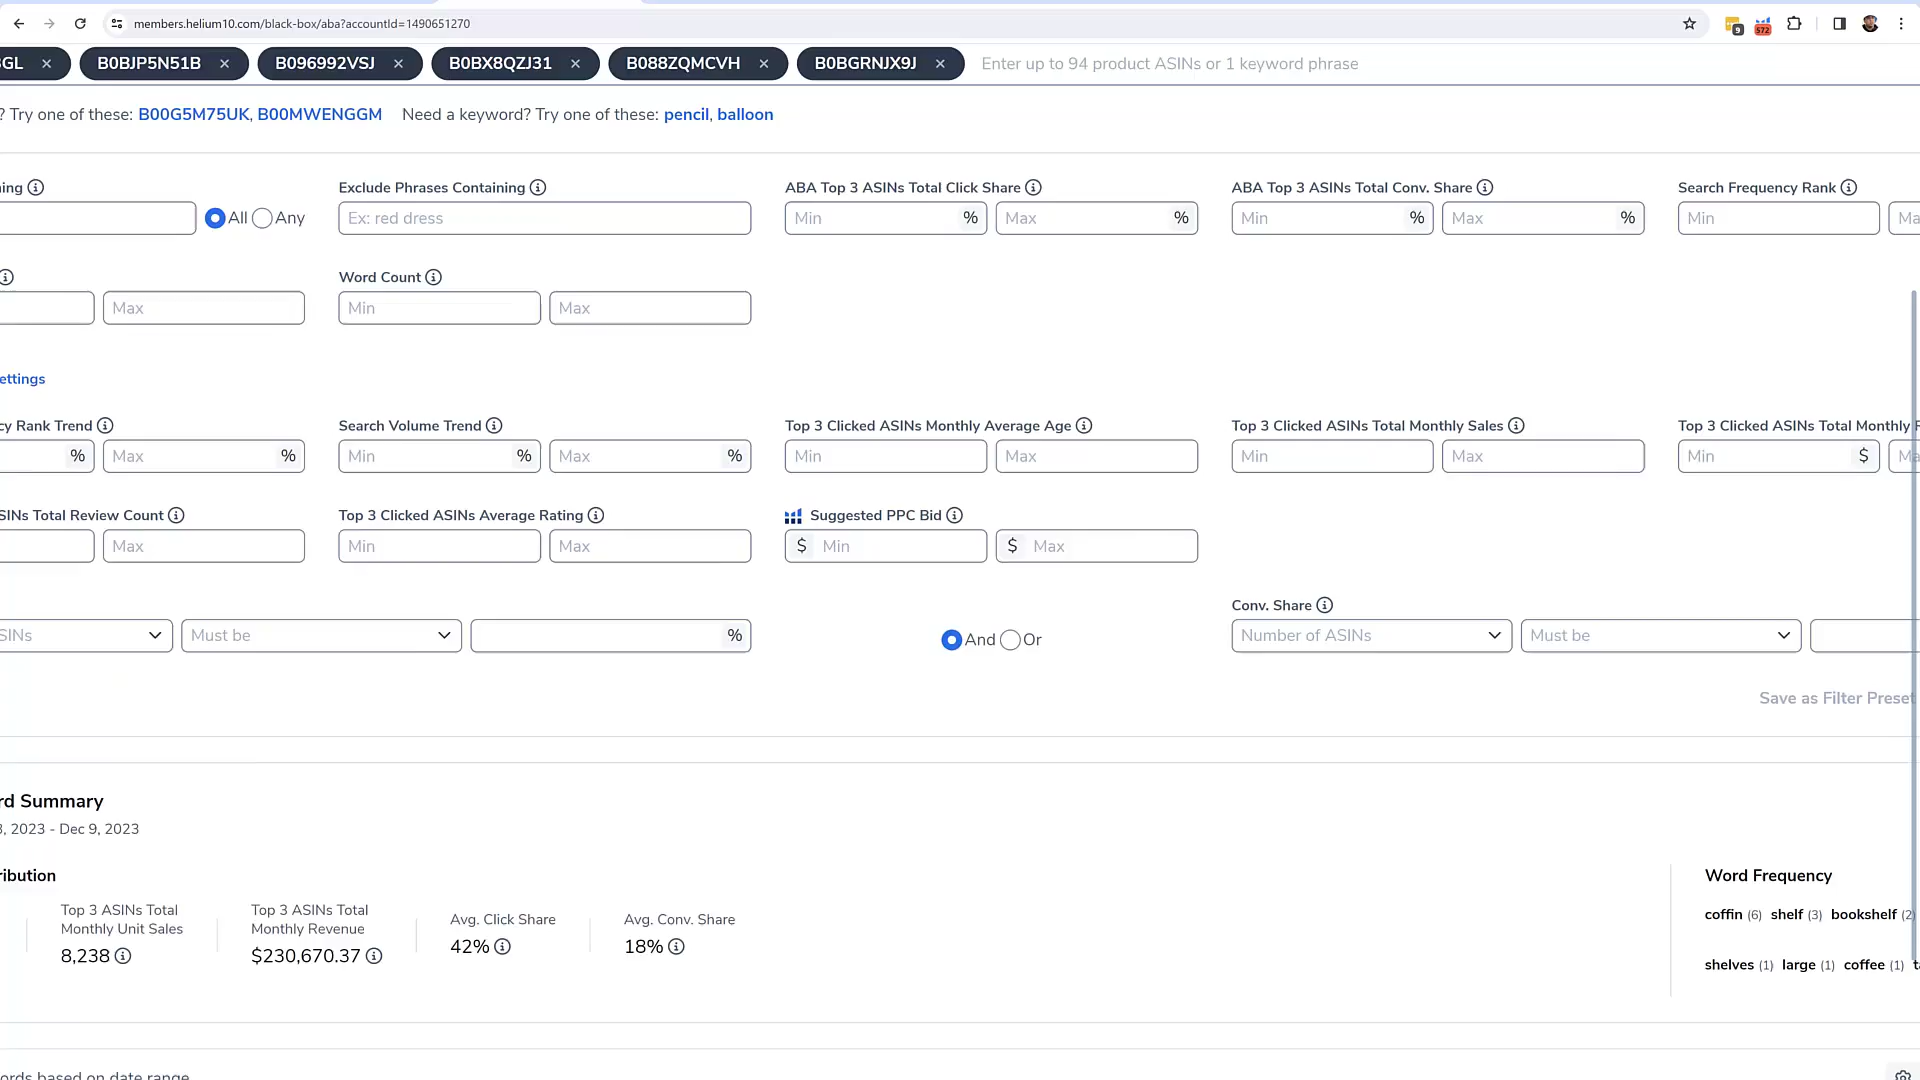 members.helium10.com/black-box/aba?accountId=1490651270
9 572
GL × B0BJP5N51B × B096992VSJ × B0BX8QZJ31 × B088ZQMCVH × B0BGRNJX9J × Enter up to 94 product ASINs or 1 keyword phrase
? Try one of these: B00G5M75UK, B00MWENGGM Need a keyword? Try one of these: pencil, balloon
ing Exclude Phrases Containing ABA Top 3 ASINs Total Click Share ABA Top 3 ASINs Total Conv. Share Search Frequency Rank
All Any Ex: red dress Min % Max % Min % Max % Min Ma
Word Count
Max Min Max
ettings
cy Rank Trend Search Volume Trend Top 3 Clicked ASINs Monthly Average Age Top 3 Clicked ASINs Total Monthly Sales Top 3 Clicked ASINs Total Monthly R
% Max % Min % Max % Min Max Min Max Min $ Ma
SINs Total Review Count Top 3 Clicked ASINs Average Rating Suggested PPC Bid
Max Min Max $ Min $ Max
Conv. Share
SINs Must be % And Or Number of ASINs Must be
Save as Filter Preset
rd Summary
3, 2023 - Dec 9, 2023
ribution Word Frequency
Top 3 ASINs Total Monthly Unit Sales
8,238
Top 3 ASINs Total Monthly Revenue
$230,670.37
Avg. Click Share
42%
Avg. Conv. Share
18%
coffin (6) shelf (3) bookshelf (2)
shelves (1) large (1) coffee (1) ta
ords based on date range